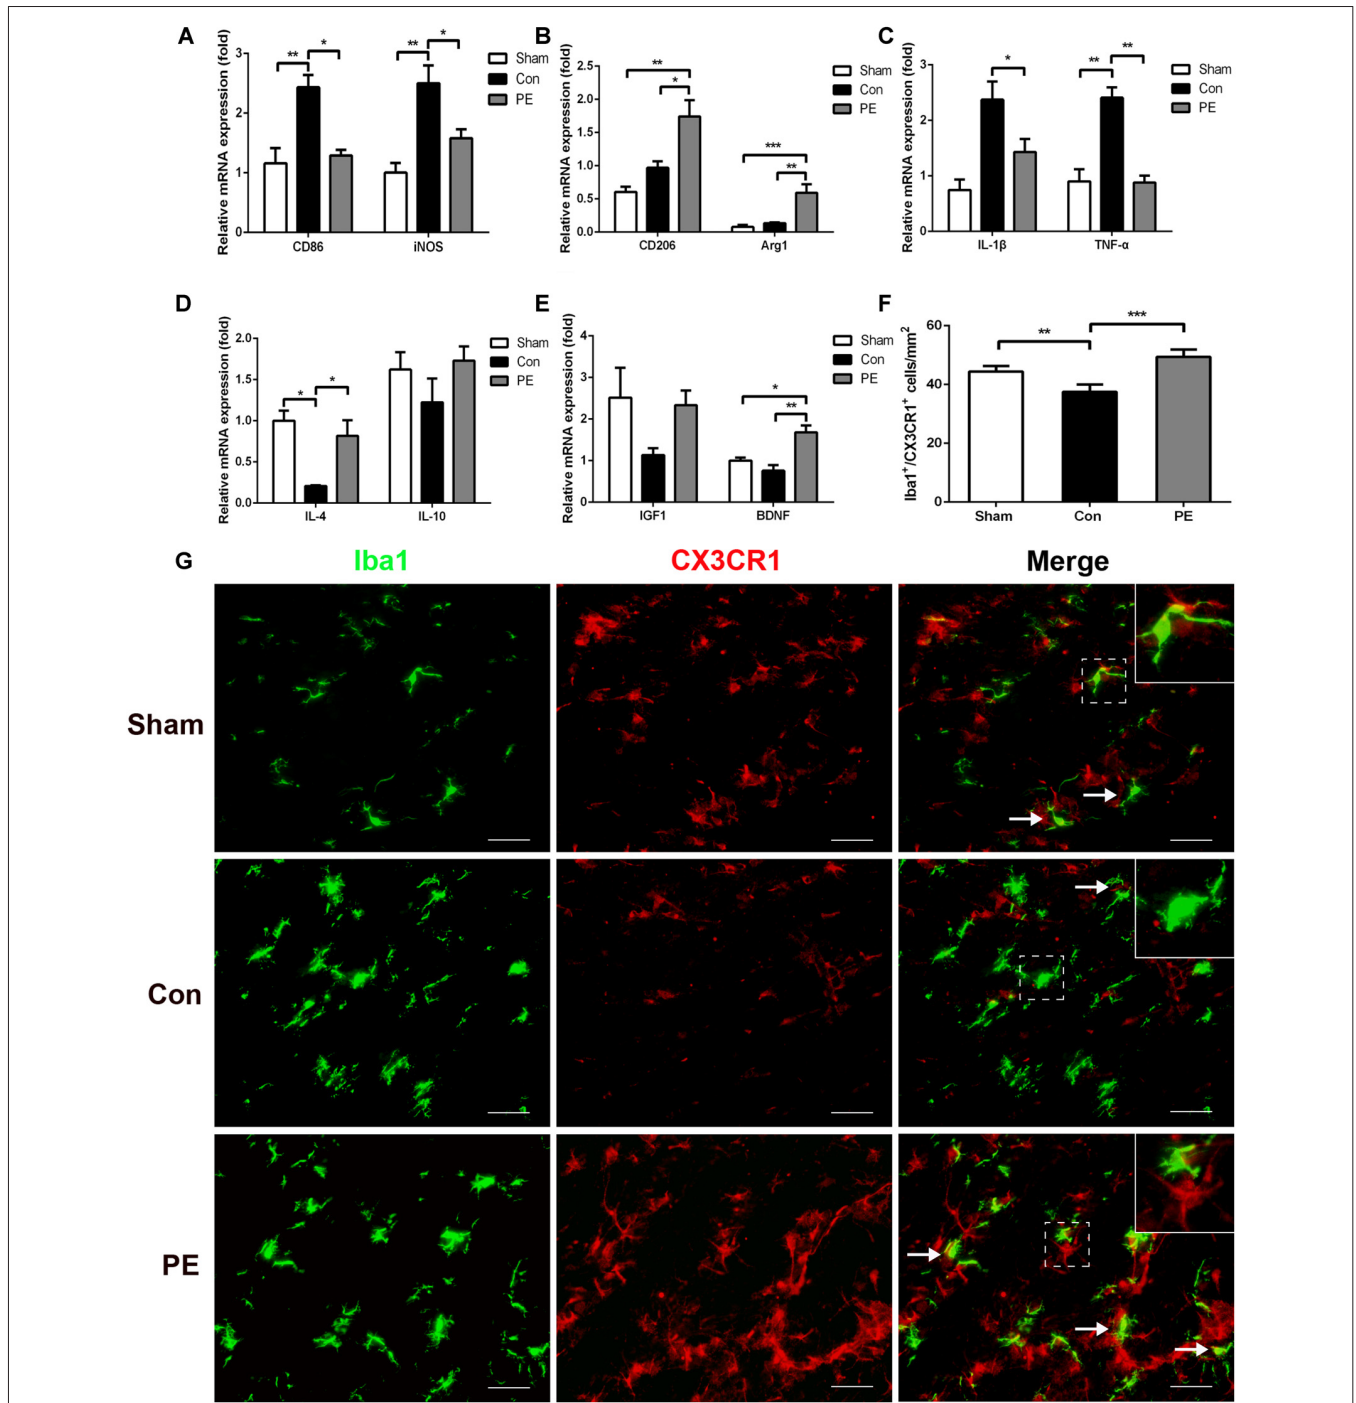 A
Relative mRNA expression (fold)
3
2
1
0
** * ** *
Sham
Con
PE
CD86 iNOS
B
Relative mRNA expression (fold)
2.5
2.0
1.5
1.0
0.5
0.0
** * *** **
Sham
Con
PE
CD206 Arg1
C
Relative mRNA expression (fold)
3
2
1
0
* ** **
Sham
Con
PE
IL-1β TNF-α
D
Relative mRNA expression (fold)
2.0
1.5
1.0
0.5
0.0
* *
Sham
Con
PE
IL-4 IL-10
E
Relative mRNA expression (fold)
4
3
2
1
0
* **
Sham
Con
PE
IGF1 BDNF
F
Iba1⁺/CX3CR1⁺ cells/mm²
60
40
20
0
** ***
Sham Con PE
G
Iba1 CX3CR1 Merge
Sham
Con
PE